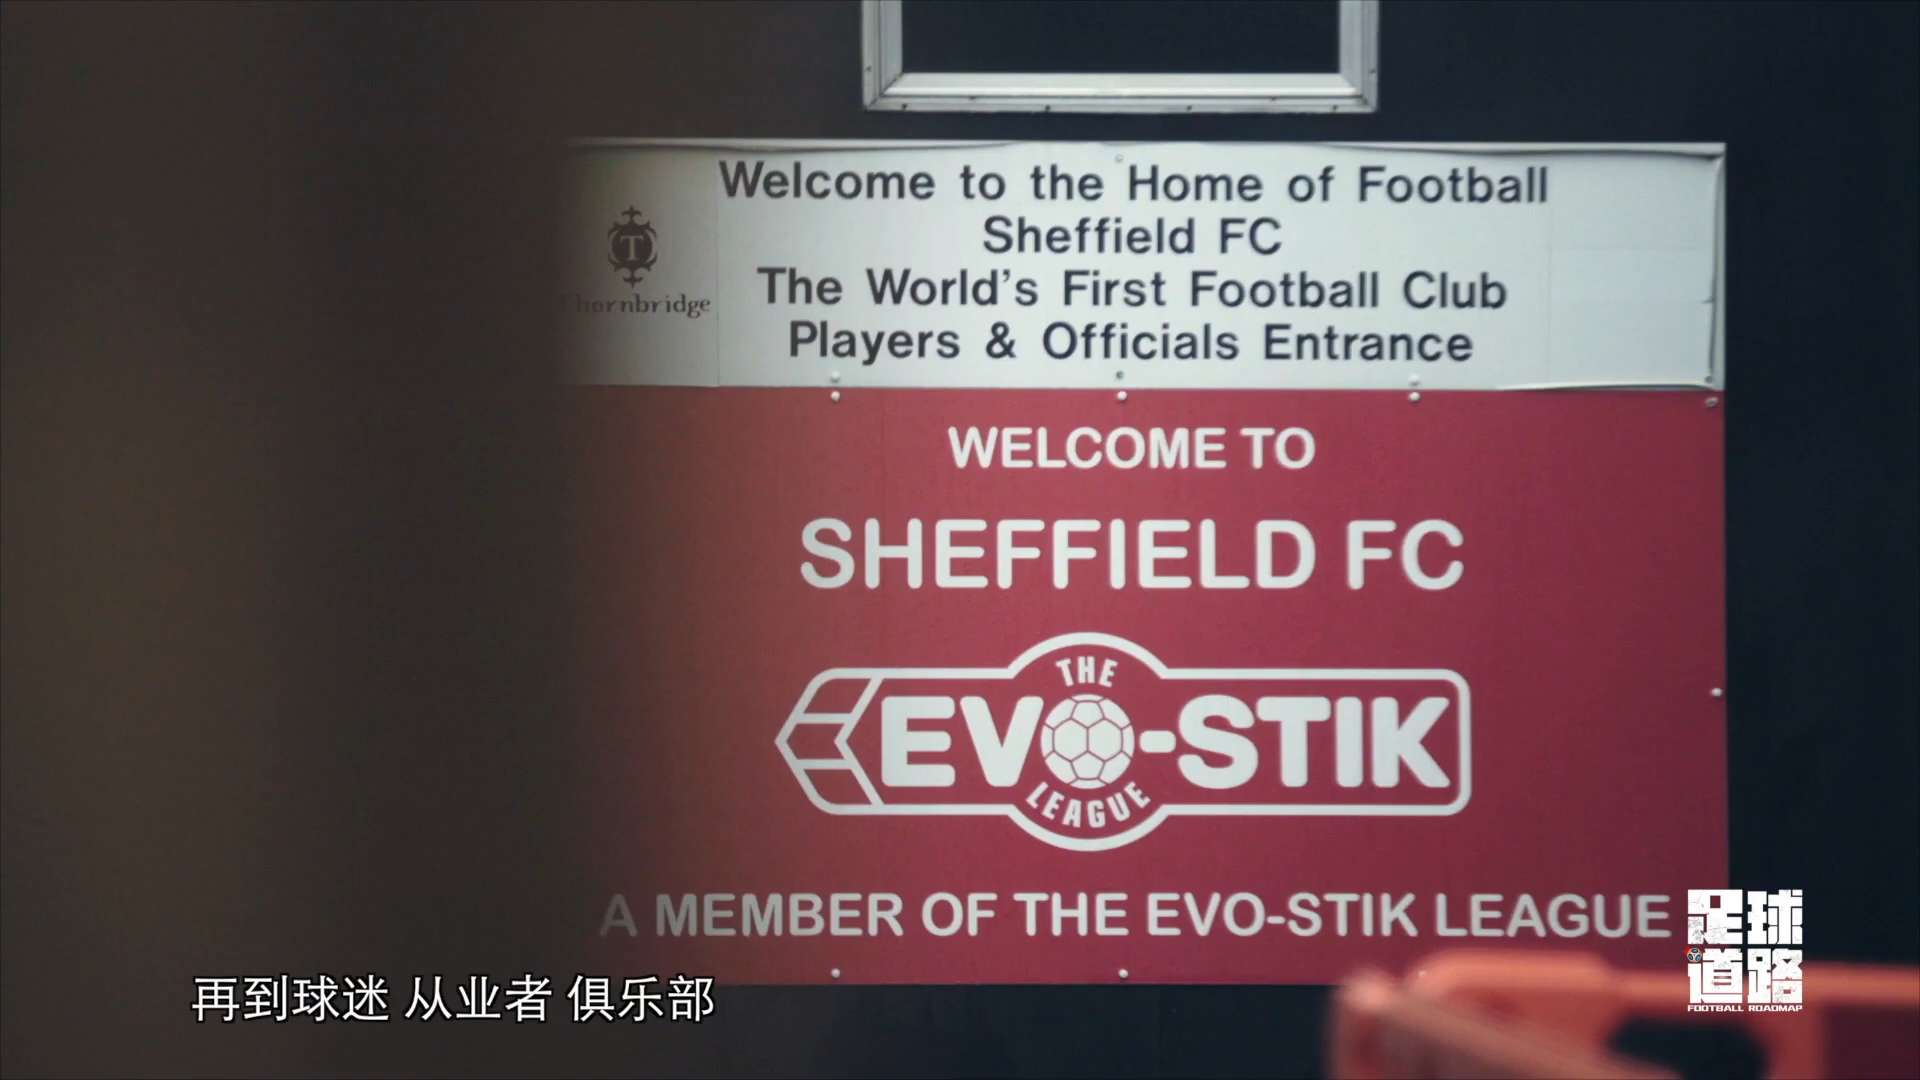 Welcome to the Home of Football
Sheffield FC
The World's First Football Club
Players & Officials Entrance
T
Thornbridge
WELCOME TO
SHEFFIELD FC
THE
EVO-STIK
LEAGUE
A MEMBER OF THE EVO-STIK LEAGUE
足球
道路
FOOTBALL ROADMAP
再到球迷 从业者 俱乐部